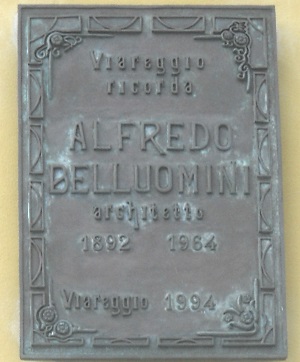 Viareggio
ricorda
ALFREDO
BELLUOMINI
architetto
1892 1964
Viareggio 1994